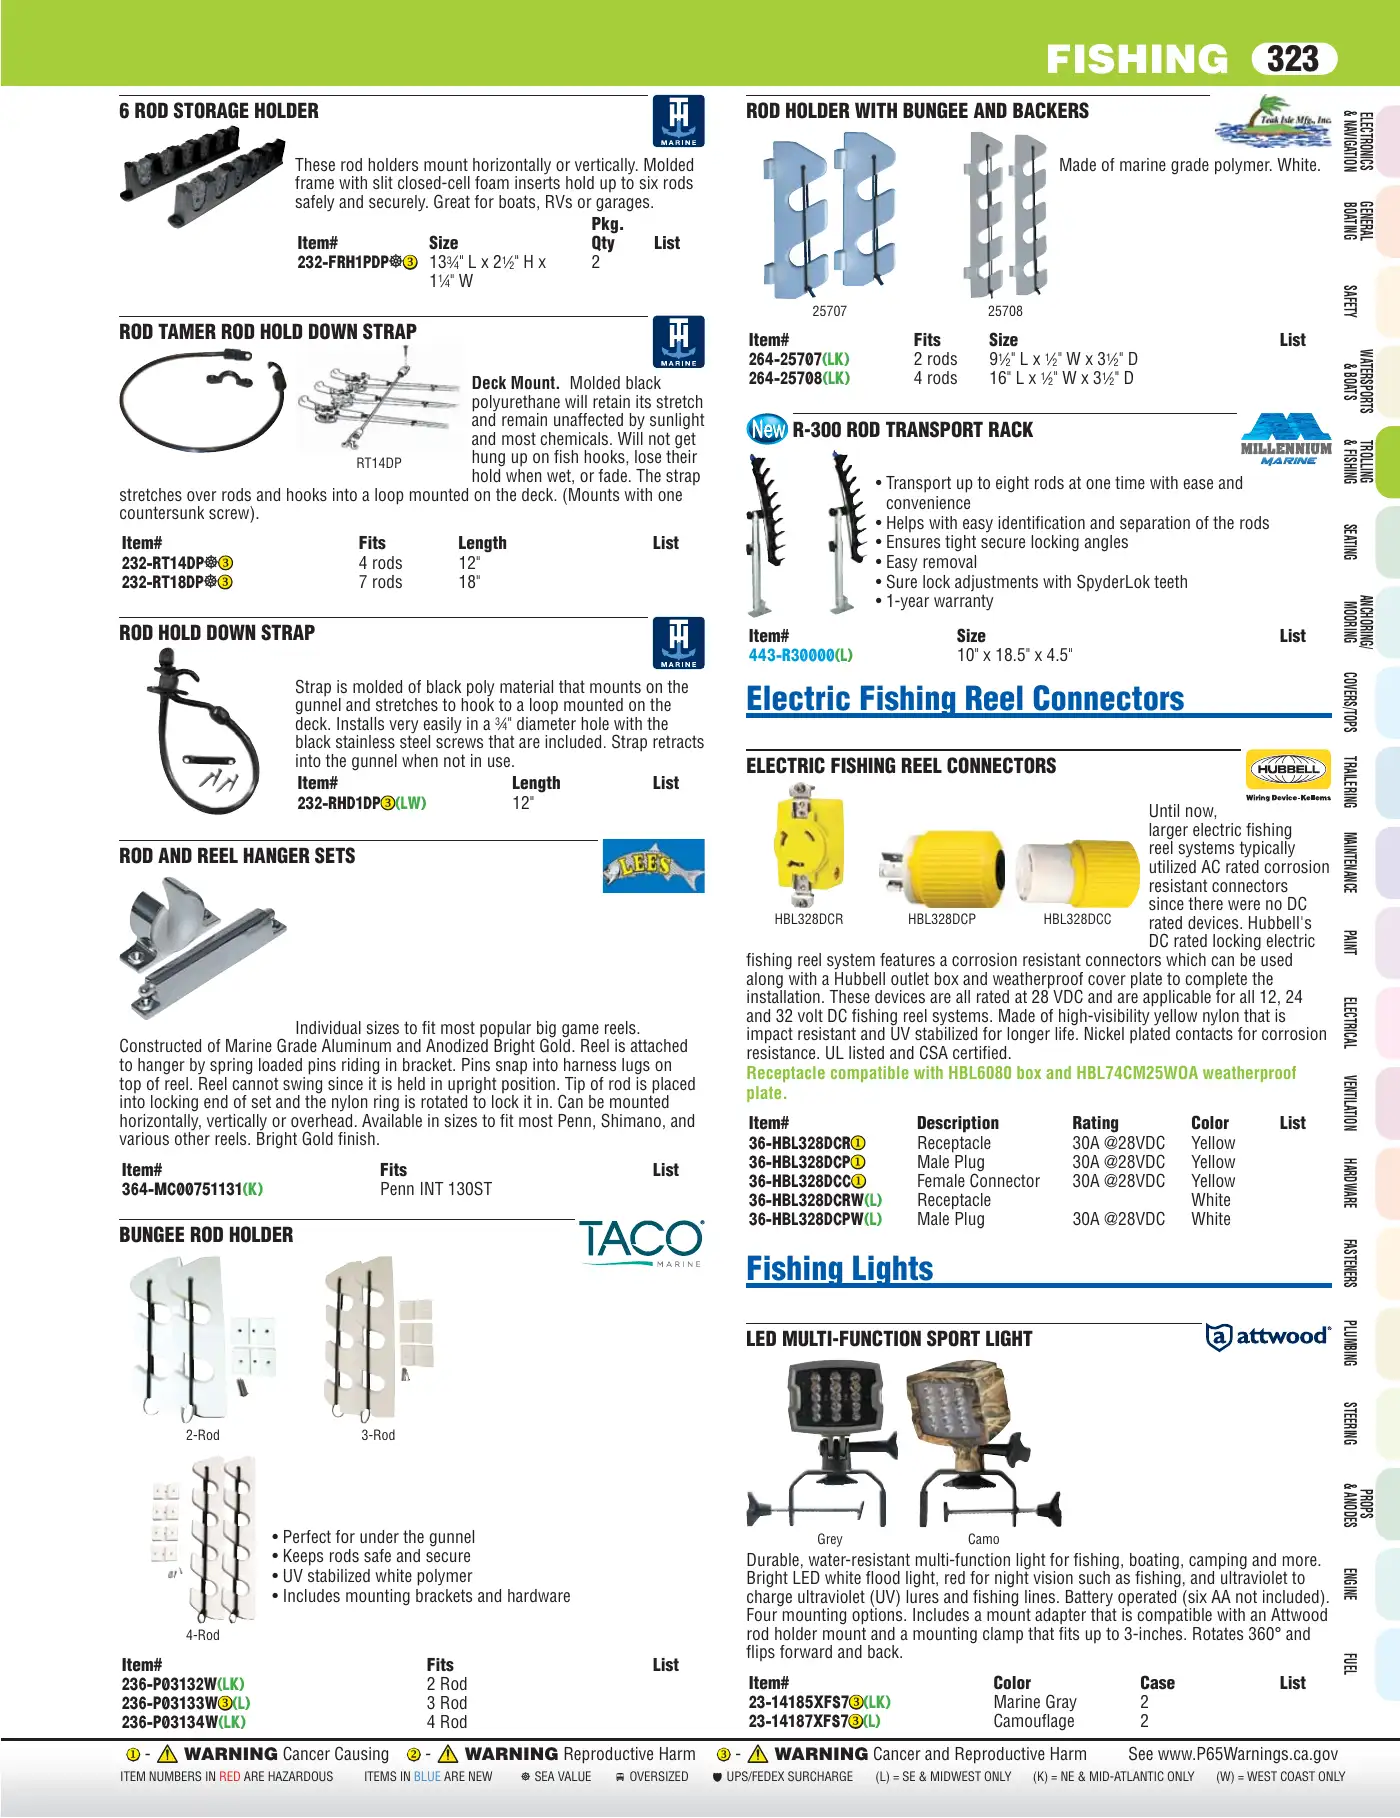 FISHING 323
6 ROD STORAGE HOLDER
MARINE
These rod holders mount horizontally or vertically. Molded
frame with slit closed-cell foam inserts hold up to six rods
safely and securely. Great for boats, RVs or garages.
Pkg.
Item# Size Qty List
232-FRH1PDP 3 13¾" L x 2½" H x 2
1¼" W
ROD TAMER ROD HOLD DOWN STRAP
MARINE
RT14DP
Deck Mount. Molded black
polyurethane will retain its stretch
and remain unaffected by sunlight
and most chemicals. Will not get
hung up on fish hooks, lose their
hold when wet, or fade. The strap
stretches over rods and hooks into a loop mounted on the deck. (Mounts with one
countersunk screw).
Item# Fits Length List
232-RT14DP 3 4 rods 12"
232-RT18DP 3 7 rods 18"
ROD HOLD DOWN STRAP
MARINE
Strap is molded of black poly material that mounts on the
gunnel and stretches to hook to a loop mounted on the
deck. Installs very easily in a ¾" diameter hole with the
black stainless steel screws that are included. Strap retracts
into the gunnel when not in use.
Item# Length List
232-RHD1DP 3 (LW) 12"
ROD AND REEL HANGER SETS
LEE'S
Individual sizes to fit most popular big game reels.
Constructed of Marine Grade Aluminum and Anodized Bright Gold. Reel is attached
to hanger by spring loaded pins riding in bracket. Pins snap into harness lugs on
top of reel. Reel cannot swing since it is held in upright position. Tip of rod is placed
into locking end of set and the nylon ring is rotated to lock it in. Can be mounted
horizontally, vertically or overhead. Available in sizes to fit most Penn, Shimano, and
various other reels. Bright Gold finish.
Item# Fits List
364-MC00751131(K) Penn INT 130ST
BUNGEE ROD HOLDER
TACO®
MARINE
2-Rod 3-Rod
4-Rod
• Perfect for under the gunnel
• Keeps rods safe and secure
• UV stabilized white polymer
• Includes mounting brackets and hardware
Item# Fits List
236-P03132W(LK) 2 Rod
236-P03133W 3 (L) 3 Rod
236-P03134W(LK) 4 Rod
ROD HOLDER WITH BUNGEE AND BACKERS
Teak Isle Mfg., Inc.
Made of marine grade polymer. White.
25707 25708
Item# Fits Size List
264-25707(LK) 2 rods 9½" L x ½" W x 3½" D
264-25708(LK) 4 rods 16" L x ½" W x 3½" D
New R-300 ROD TRANSPORT RACK
MILLENNIUM
MARINE
• Transport up to eight rods at one time with ease and
convenience
• Helps with easy identification and separation of the rods
• Ensures tight secure locking angles
• Easy removal
• Sure lock adjustments with SpyderLok teeth
• 1-year warranty
Item# Size List
443-R30000(L) 10" x 18.5" x 4.5"
Electric Fishing Reel Connectors
ELECTRIC FISHING REEL CONNECTORS
HUBBELL
Wiring Device-Kellems
HBL328DCR HBL328DCP HBL328DCC
Until now,
larger electric fishing
reel systems typically
utilized AC rated corrosion
resistant connectors
since there were no DC
rated devices. Hubbell's
DC rated locking electric
fishing reel system features a corrosion resistant connectors which can be used
along with a Hubbell outlet box and weatherproof cover plate to complete the
installation. These devices are all rated at 28 VDC and are applicable for all 12, 24
and 32 volt DC fishing reel systems. Made of high-visibility yellow nylon that is
impact resistant and UV stabilized for longer life. Nickel plated contacts for corrosion
resistance. UL listed and CSA certified.
Receptacle compatible with HBL6080 box and HBL74CM25WOA weatherproof
plate.
Item# Description Rating Color List
36-HBL328DCR 1 Receptacle 30A @28VDC Yellow
36-HBL328DCP 1 Male Plug 30A @28VDC Yellow
36-HBL328DCC 1 Female Connector 30A @28VDC Yellow
36-HBL328DCRW(L) Receptacle White
36-HBL328DCPW(L) Male Plug 30A @28VDC White
Fishing Lights
LED MULTI-FUNCTION SPORT LIGHT
a attwood®
Grey Camo
Durable, water-resistant multi-function light for fishing, boating, camping and more.
Bright LED white flood light, red for night vision such as fishing, and ultraviolet to
charge ultraviolet (UV) lures and fishing lines. Battery operated (six AA not included).
Four mounting options. Includes a mount adapter that is compatible with an Attwood
rod holder mount and a mounting clamp that fits up to 3-inches. Rotates 360° and
flips forward and back.
Item# Color Case List
23-14185XFS7 3 (LK) Marine Gray 2
23-14187XFS7 3 (L) Camouflage 2
ELECTRONICS
& NAVIGATION
GENERAL
BOATING
SAFETY
WATERSPORTS
& BOATS
TROLLING
& FISHING
SEATING
ANCHORING/
MOORING
COVERS/TOPS
TRAILERING
MAINTENANCE
PAINT
ELECTRICAL
VENTILATION
HARDWARE
FASTENERS
PLUMBING
STEERING
PROPS
& ANODES
ENGINE
FUEL
1 - WARNING Cancer Causing 2 - WARNING Reproductive Harm 3 - WARNING Cancer and Reproductive Harm See www.P65Warnings.ca.gov
ITEM NUMBERS IN RED ARE HAZARDOUS ITEMS IN BLUE ARE NEW SEA VALUE OVERSIZED UPS/FEDEX SURCHARGE (L) = SE & MIDWEST ONLY (K) = NE & MID-ATLANTIC ONLY (W) = WEST COAST ONLY